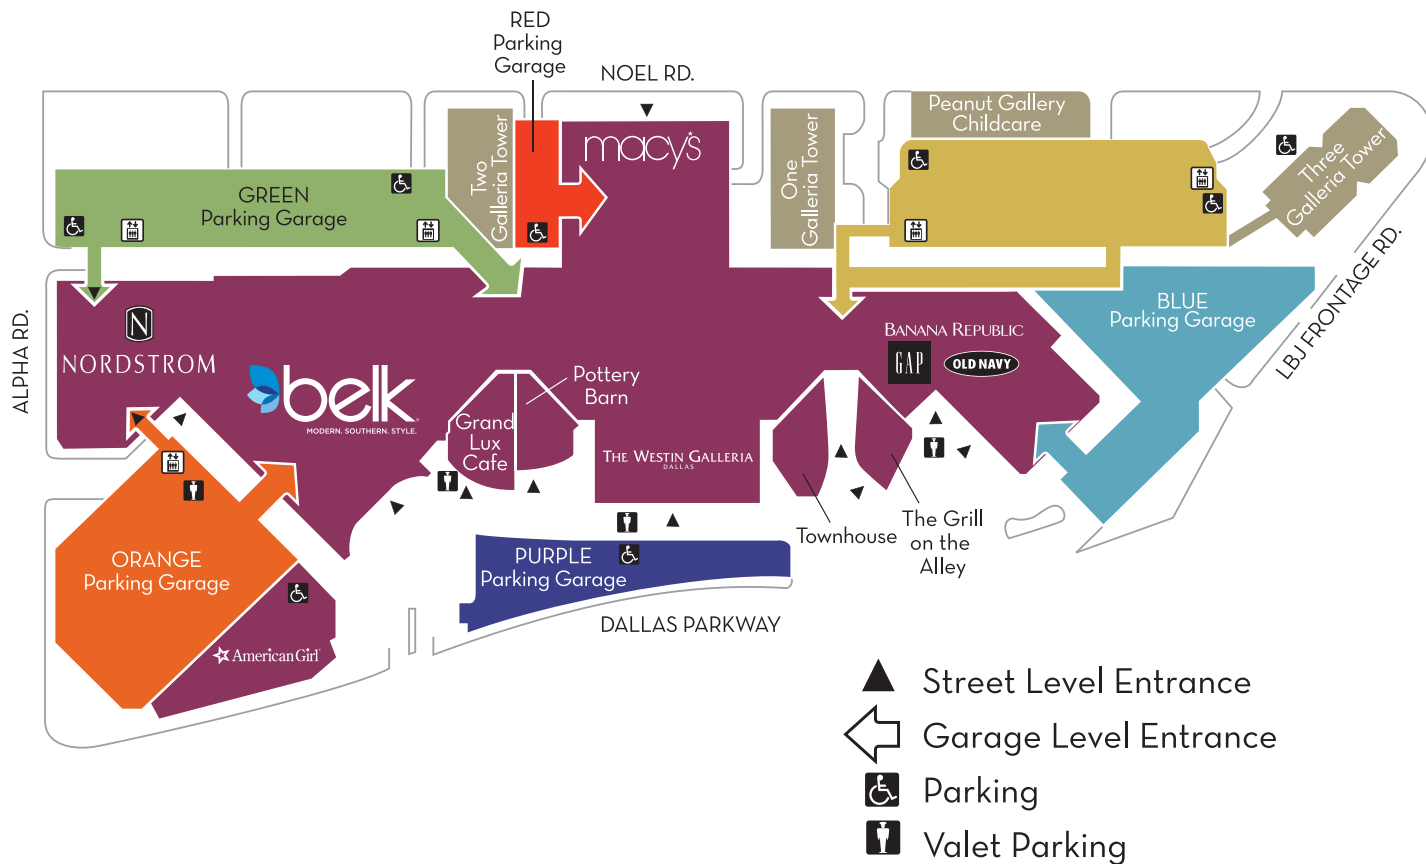 RED
Parking
Garage
NOEL RD.
macy's
Two
Galleria Tower
One
Galleria Tower
Peanut Gallery
Childcare
Three
Galleria Tower
GREEN
Parking Garage
ALPHA RD.
LBJ FRONTAGE RD.
N
NORDSTROM
belk
MODERN. SOUTHERN. STYLE.
Pottery
Barn
Grand
Lux
Cafe
THE WESTIN GALLERIA
DALLAS
BANANA REPUBLIC
GAP
OLD NAVY
BLUE
Parking Garage
Townhouse
The Grill
on the
Alley
ORANGE
Parking Garage
PURPLE
Parking Garage
DALLAS PARKWAY
American Girl
Street Level Entrance
Garage Level Entrance
Parking
Valet Parking